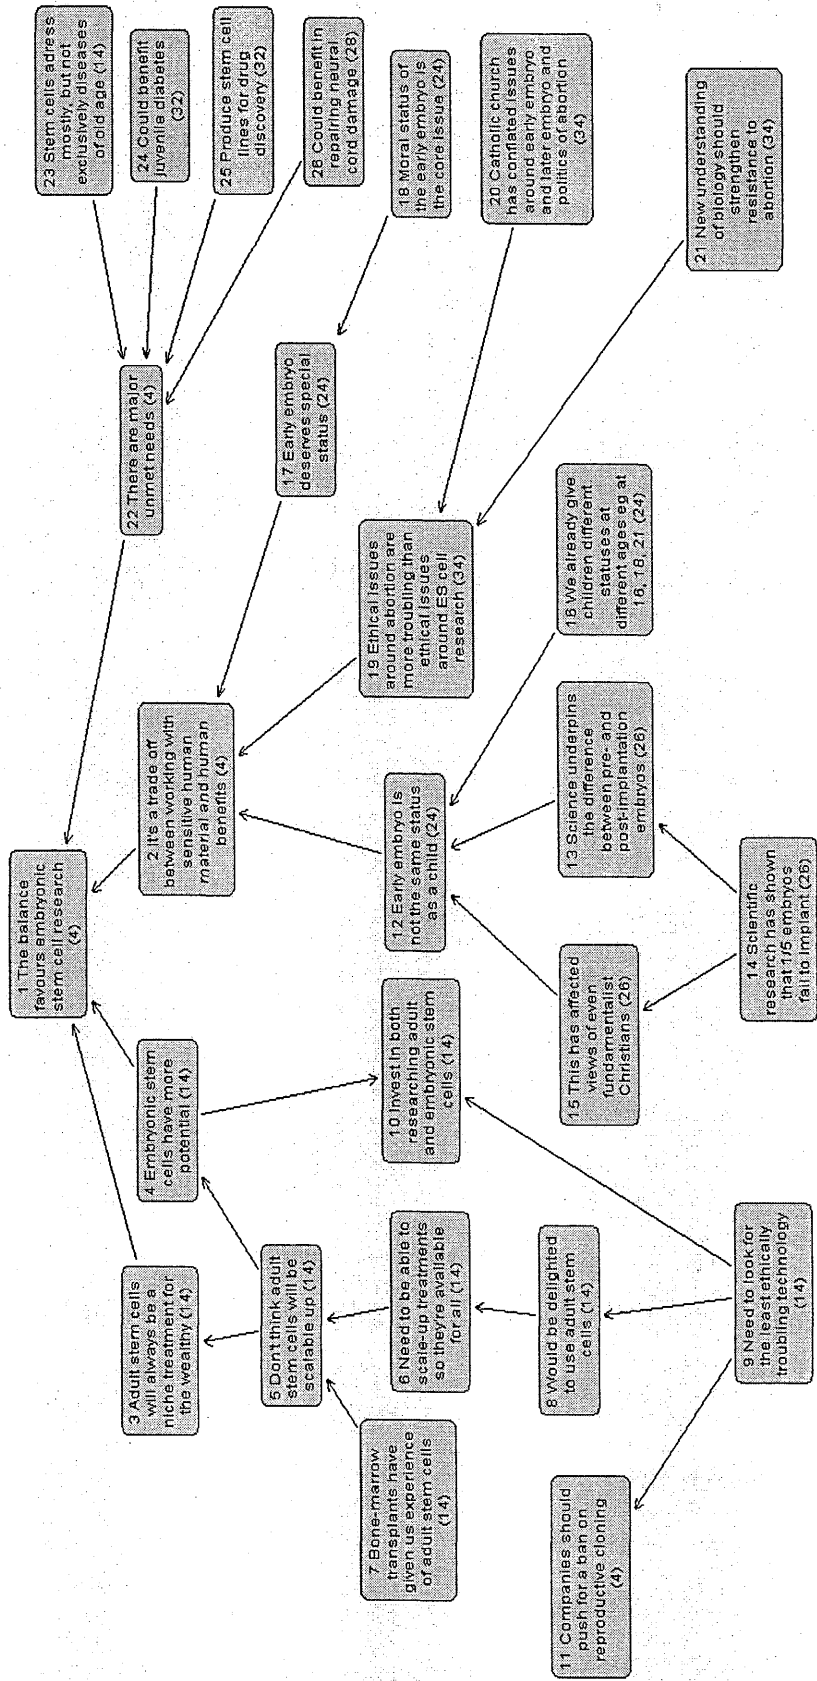 1 The balance
favours embryonic
stem cell research
(4)
3 Adult stem cells
will always be a
niche treatment for
the wealthy (14)
4 Embryonic stem
cells have more
potential (14)
2 It's a trade off
between working with
sensitive human
material and human
benefits (4)
22 There are major
unmet needs (4)
23 Stem cells adress
mostly, but not
exclusively diseases
of old age (14)
24 Could benefit
juvenile diabetes
(32)
25 Produce stem cell
lines for drug
discovery (32)
26 Could benefit in
repairing neural
cord damage (28)
5 Don't think adult
stem cells will be
scalable up (14)
17 Early embryo
deserves special
status (24)
18 Moral status of
the early embryo is
the core issue (24)
7 Bone-marrow
transplants have
given us experience
of adult stem cells
(14)
6 Need to be able to
scale-up treatments
so they're available
for all (14)
10 Invest in both
researching adult
and embryonic stem
cells (14)
12 Early embryo is
not the same status
as a child (24)
19 Ethical issues
around abortion are
more troubling than
ethical issues
around ES cell
research (34)
20 Catholic church
has conflated issues
around early embryo
and later embryo and
politics of abortion
(34)
11 Companies should
push for a ban on
reproductive cloning
(4)
8 Would be delighted
to use adult stem
cells (14)
15 This has affected
views of even
fundamentalist
Christians (26)
13 Science underpins
the difference
between pre- and
post-implantation
embryos (26)
16 We already give
children different
statuses at
different ages eg at
16, 18, 21 (24)
21 New understanding
of biology should
strengthen
resistance to
abortion (34)
9 Need to look for
the least ethically
troubling technology
(14)
14 Scientific
research has shown
that 1/5 embryos
fail to implant (26)